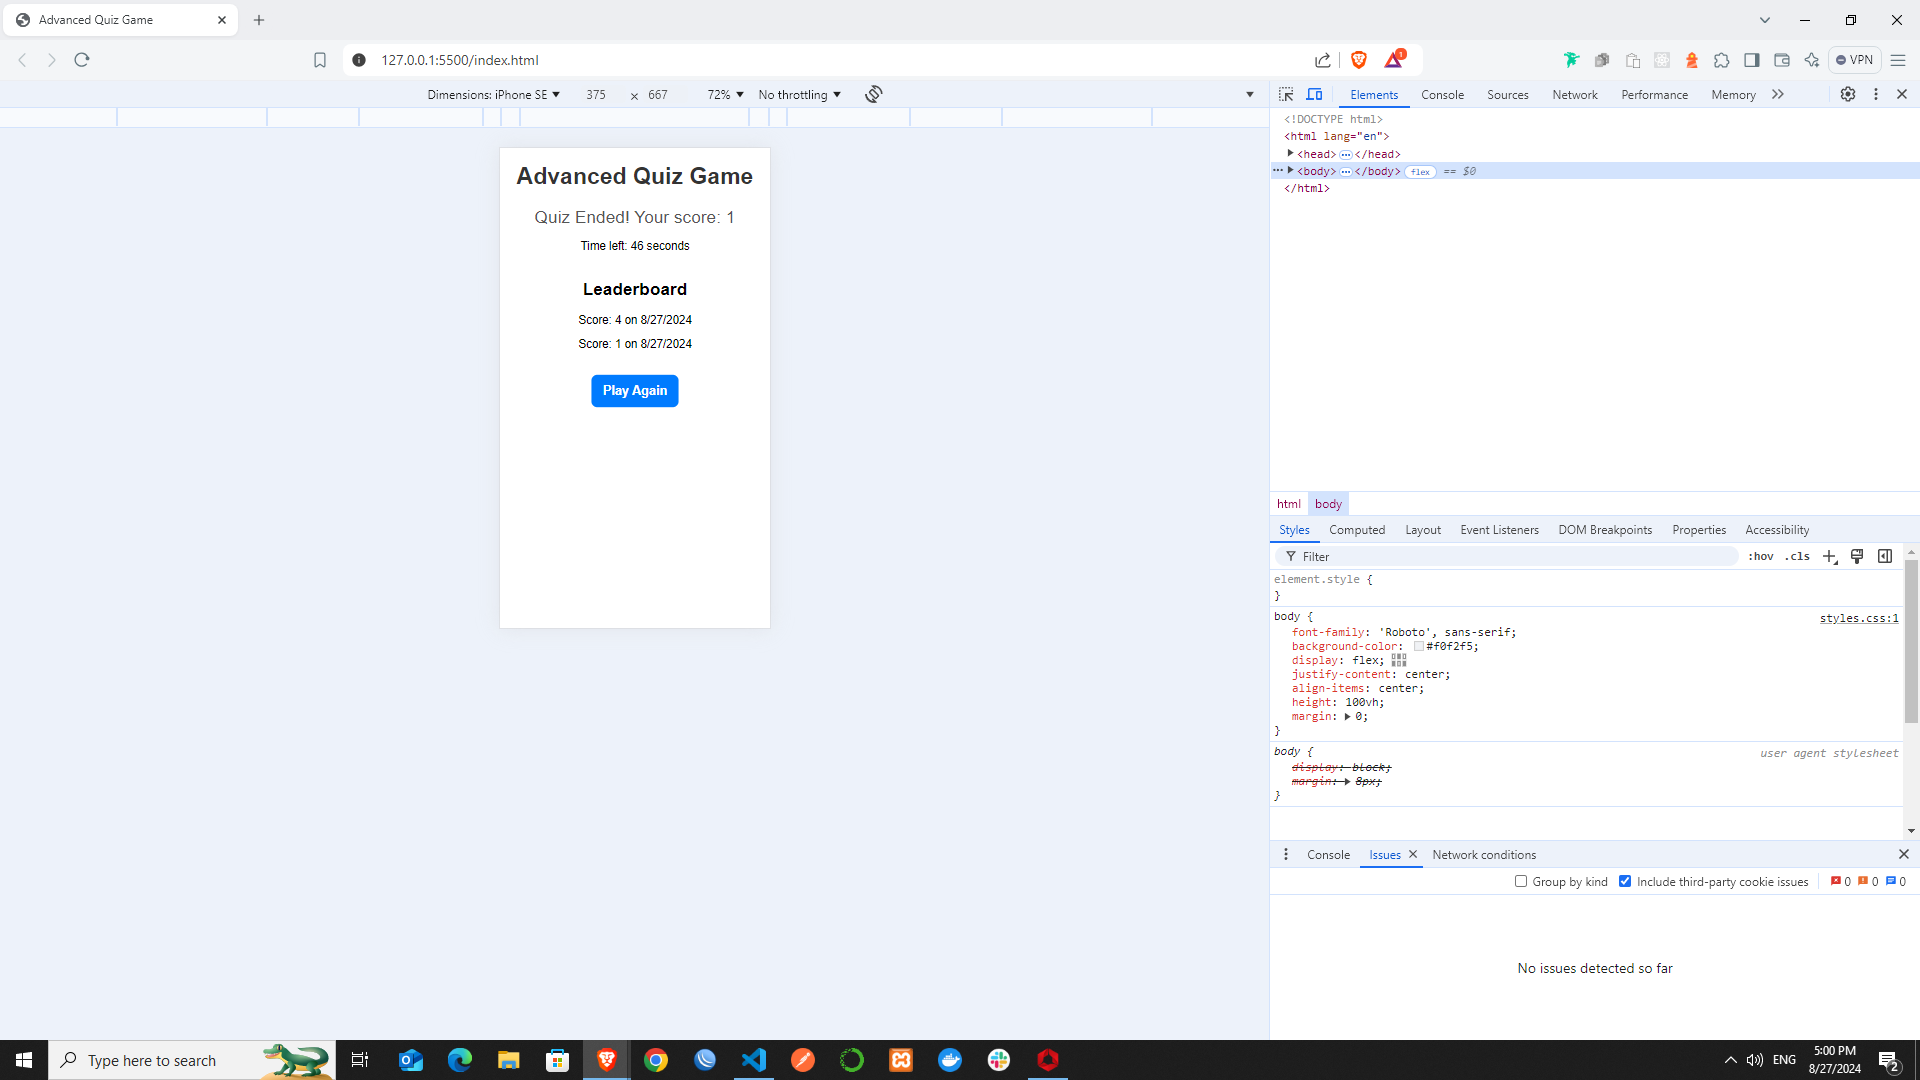 Advanced Quiz Game
127.0.0.1:5500/index.html
1
VPN
Dimensions: iPhone SE 375 × 667 72% No throttling
Elements Console Sources Network Performance Memory
<!DOCTYPE html>
<html lang="en">
<head> ••• </head>
••• <body> ••• </body> flex == $0
</html>
Advanced Quiz Game
Quiz Ended! Your score: 1
Time left: 46 seconds
Leaderboard
Score: 4 on 8/27/2024
Score: 1 on 8/27/2024
Play Again
html body
Styles Computed Layout Event Listeners DOM Breakpoints Properties Accessibility
Filter :hov .cls
element.style {
}
body { styles.css:1
font-family: 'Roboto', sans-serif;
background-color: #f0f2f5;
display: flex;
justify-content: center;
align-items: center;
height: 100vh;
margin: 0;
}
body { user agent stylesheet
display: block;
margin: 8px;
}
Console Issues Network conditions
Group by kind Include third-party cookie issues 0 0 0
No issues detected so far
Type here to search
ENG
5:00 PM
8/27/2024
2